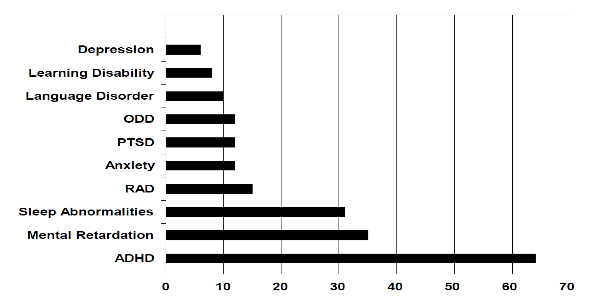 Depression
Learning Disability
Language Disorder
ODD
PTSD
Anxiety
RAD
Sleep Abnormalities
Mental Retardation
ADHD
0 10 20 30 40 50 60 70